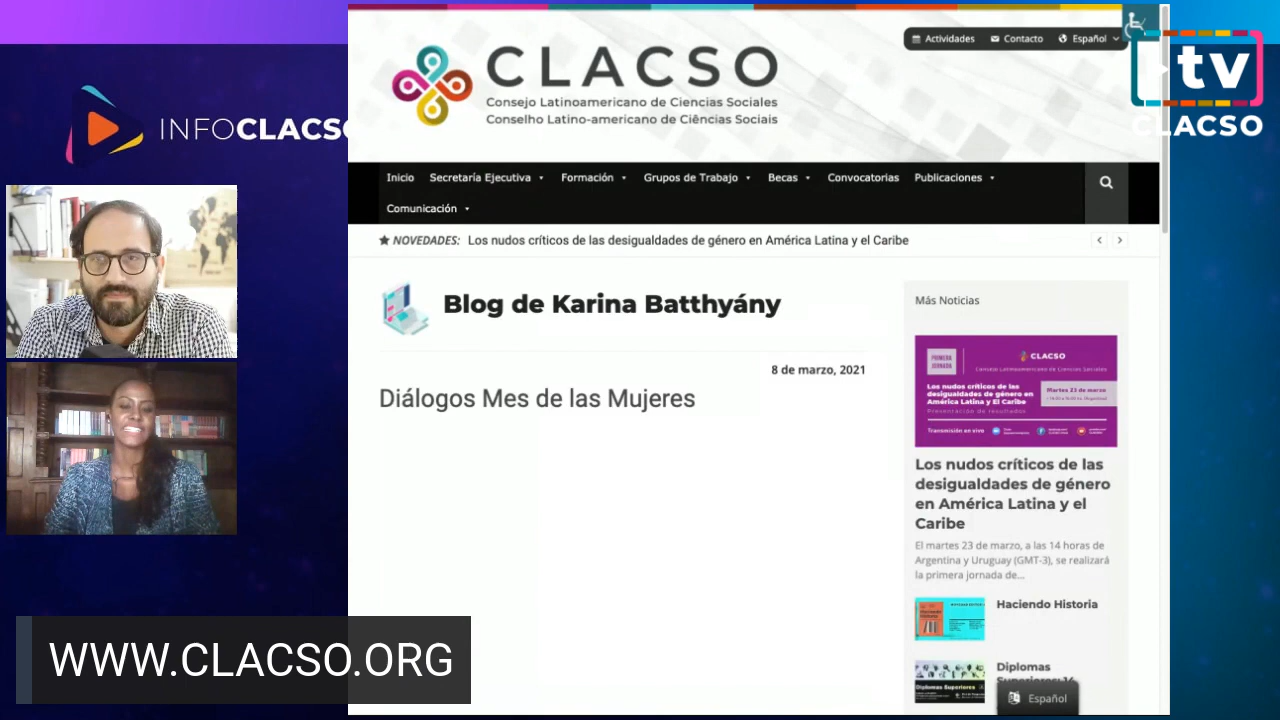 INFOCLACSO
CLACSO
Consejo Latinoamericano de Ciencias Sociales
Conselho Latino-americano de Ciências Sociais
Actividades
Contacto
Español
tv
CLACSO
Inicio
Secretaría Ejecutiva
Formación
Grupos de Trabajo
Becas
Convocatorias
Publicaciones
Comunicación
NOVEDADES: Los nudos críticos de las desigualdades de género en América Latina y el Caribe
Blog de Karina Batthyány
8 de marzo, 2021
Diálogos Mes de las Mujeres
Más Noticias
PRIMERA
JORNADA
CLACSO
Consejo Latinoamericano de Ciencias Sociales
Los nudos críticos de las
desigualdades de género en
América Latina y El Caribe
Presentación de resultados
Martes 23 de marzo
Transmisión en vivo
Los nudos críticos de las
desigualdades de género
en América Latina y el
Caribe
El martes 23 de marzo, a las 14 horas de
Argentina y Uruguay (GMT-3), se realizará
la primera jornada de...
Haciendo Historia
Diplomas
Superiores: 16
Diplomas Superiores
Español
WWW.CLACSO.ORG